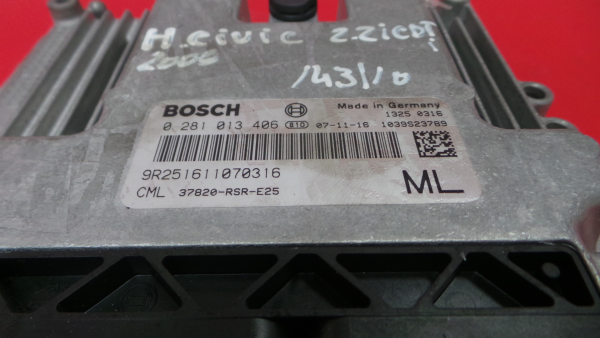 H.civic 2.2iCDTi
2006
143/10
BOSCH Made in Germany
1325 0316
0 281 013 406 E10 07-11-16 1039S23789
9R251611070316
CML 37820-RSR-E25 ML